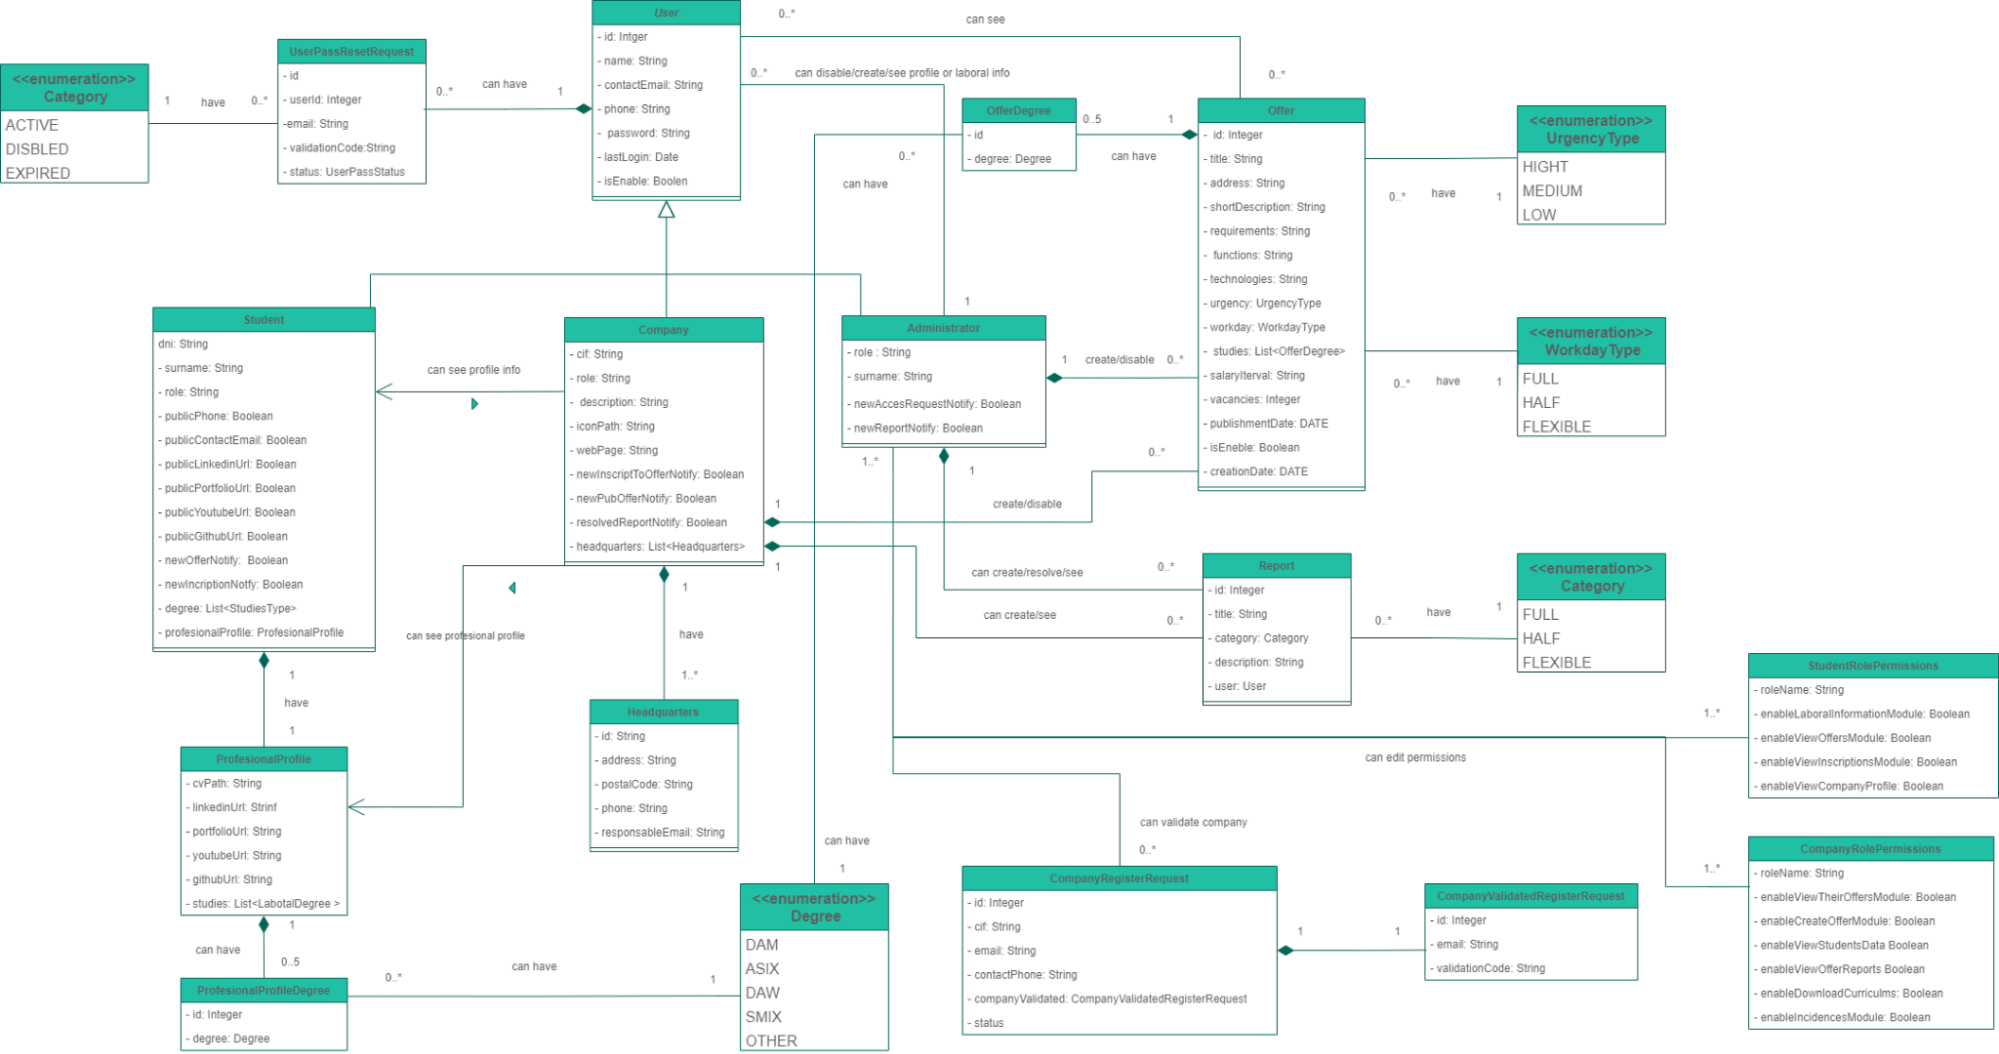 <<enumeration>>
Category
ACTIVE
DISBLED
EXPIRED
1
have
0..*
UserPassResetRequest
- id
- userId: Integer
-email: String
- validationCode:String
- status: UserPassStatus
0..*
can have
1
User
- id: Intger
- name: String
- contactEmail: String
- phone: String
- password: String
- lastLogin: Date
- isEnable: Boolen
0..*
can see
0..*
0..*
can disable/create/see profile or laboral info
1
OfferDegree
- id
- degree: Degree
0..5
1
can have
0..*
can have
Offer
- id: Integer
- title: String
- address: String
- shortDescription: String
- requirements: String
- functions: String
- technologies: String
- urgency: UrgencyType
- workday: WorkdayType
- studies: List<OfferDegree>
- salaryIterval: String
- vacancies: Integer
- publishmentDate: DATE
- isEneble: Boolean
- creationDate: DATE
<<enumeration>>
UrgencyType
HIGHT
MEDIUM
LOW
0..*
have
1
<<enumeration>>
WorkdayType
FULL
HALF
FLEXIBLE
0..*
have
1
Student
dni: String
- surname: String
- role: String
- publicPhone: Boolean
- publicContactEmail: Boolean
- publicLinkedinUrl: Boolean
- publicPortfolioUrl: Boolean
- publicYoutubeUrl: Boolean
- publicGithubUrl: Boolean
- newOfferNotify: Boolean
- newIncriptionNotfy: Boolean
- degree: List<StudiesType>
- profesionalProfile: ProfesionalProfile
can see profile info
Company
- cif: String
- role: String
- description: String
- iconPath: String
- webPage: String
- newInscriptToOfferNotify: Boolean
- newPubOfferNotify: Boolean
- resolvedReportNotify: Boolean
- headquarters: List<Headquarters>
Administrator
- role : String
- surname: String
- newAccesRequestNotify: Boolean
- newReportNotify: Boolean
1
create/disable
0..*
1..*
1
0..*
1
create/disable
1
can create/resolve/see
0..*
can create/see
0..*
Report
- id: Integer
- title: String
- category: Category
- description: String
- user: User
<<enumeration>>
Category
FULL
HALF
FLEXIBLE
0..*
have
1
can see profesional profile
1
have
1..*
Headquarters
- id: String
- address: String
- postalCode: String
- phone: String
- responsableEmail: String
1
have
1
ProfesionalProfile
- cvPath: String
- linkedinUrl: Strinf
- portfolioUrl: String
- youtubeUrl: String
- githubUrl: String
- studies: List<LabotalDegree >
1
can have
0..5
ProfesionalProfileDegree
- id: Integer
- degree: Degree
0..*
can have
1
can have
1
<<enumeration>>
Degree
DAM
ASIX
DAW
SMIX
OTHER
1..*
can edit permissions
1..*
StudentRolePermissions
- roleName: String
- enableLaboralInformationModule: Boolean
- enableViewOffersModule: Boolean
- enableViewInscriptionsModule: Boolean
- enableViewCompanyProfile: Boolean
CompanyRolePermissions
- roleName: String
- enableViewTheirOffersModule: Boolean
- enableCreateOfferModule: Boolean
- enableViewStudentsData Boolean
- enableViewOfferReports Boolean
- enableDownloadCurriculms: Boolean
- enableIncidencesModule: Boolean
can validate company
0..*
CompanyRegisterRequest
- id: Integer
- cif: String
- email: String
- contactPhone: String
- companyValidated: CompanyValidatedRegisterRequest
- status
1
1
CompanyValidatedRegisterRequest
- id: Integer
- email: String
- validationCode: String